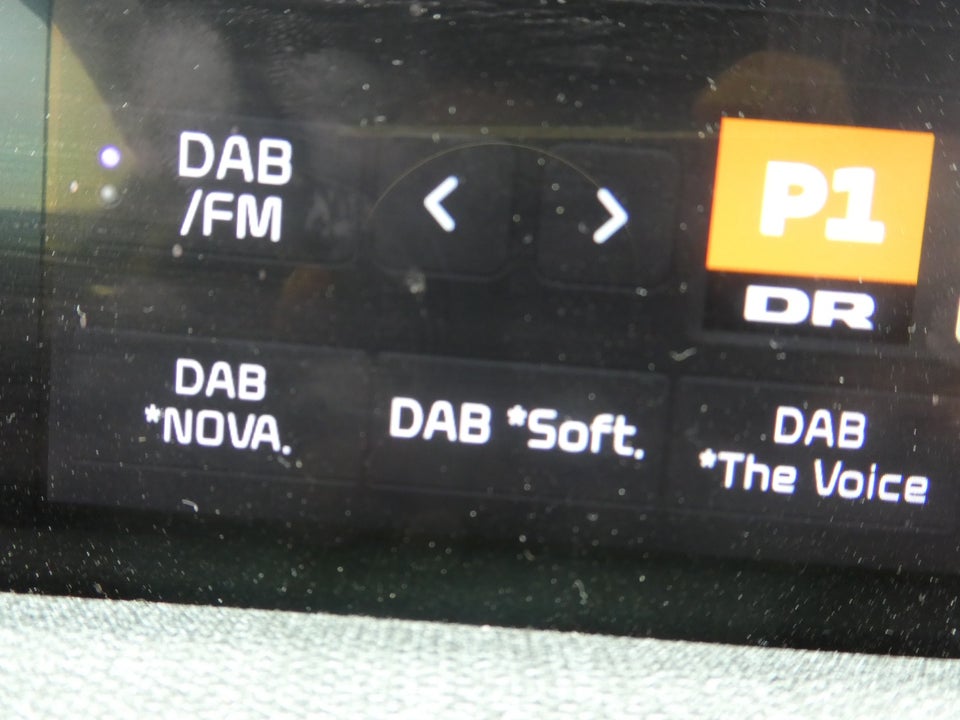 DAB
/FM
P1
DR
DAB
*NOVA.
DAB *Soft.
DAB
*The Voice